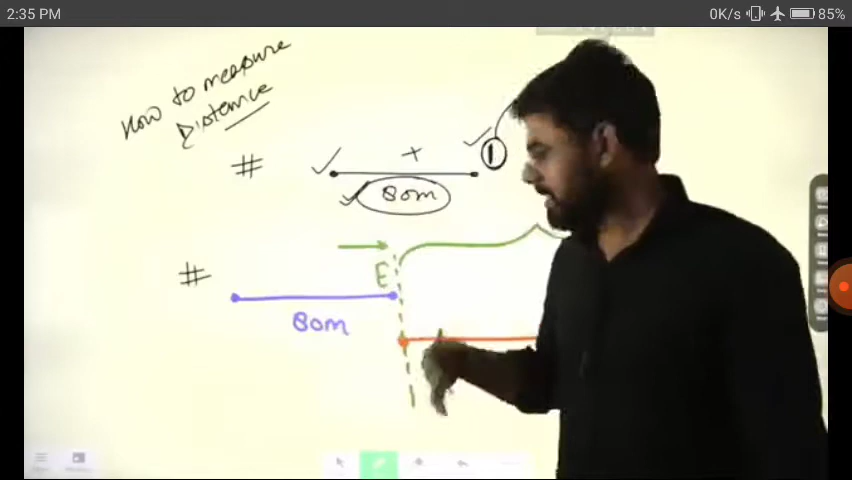 2:35 PM
0K/s 85%
How to measure
Distance
#
+
1
80m
#
E
80m